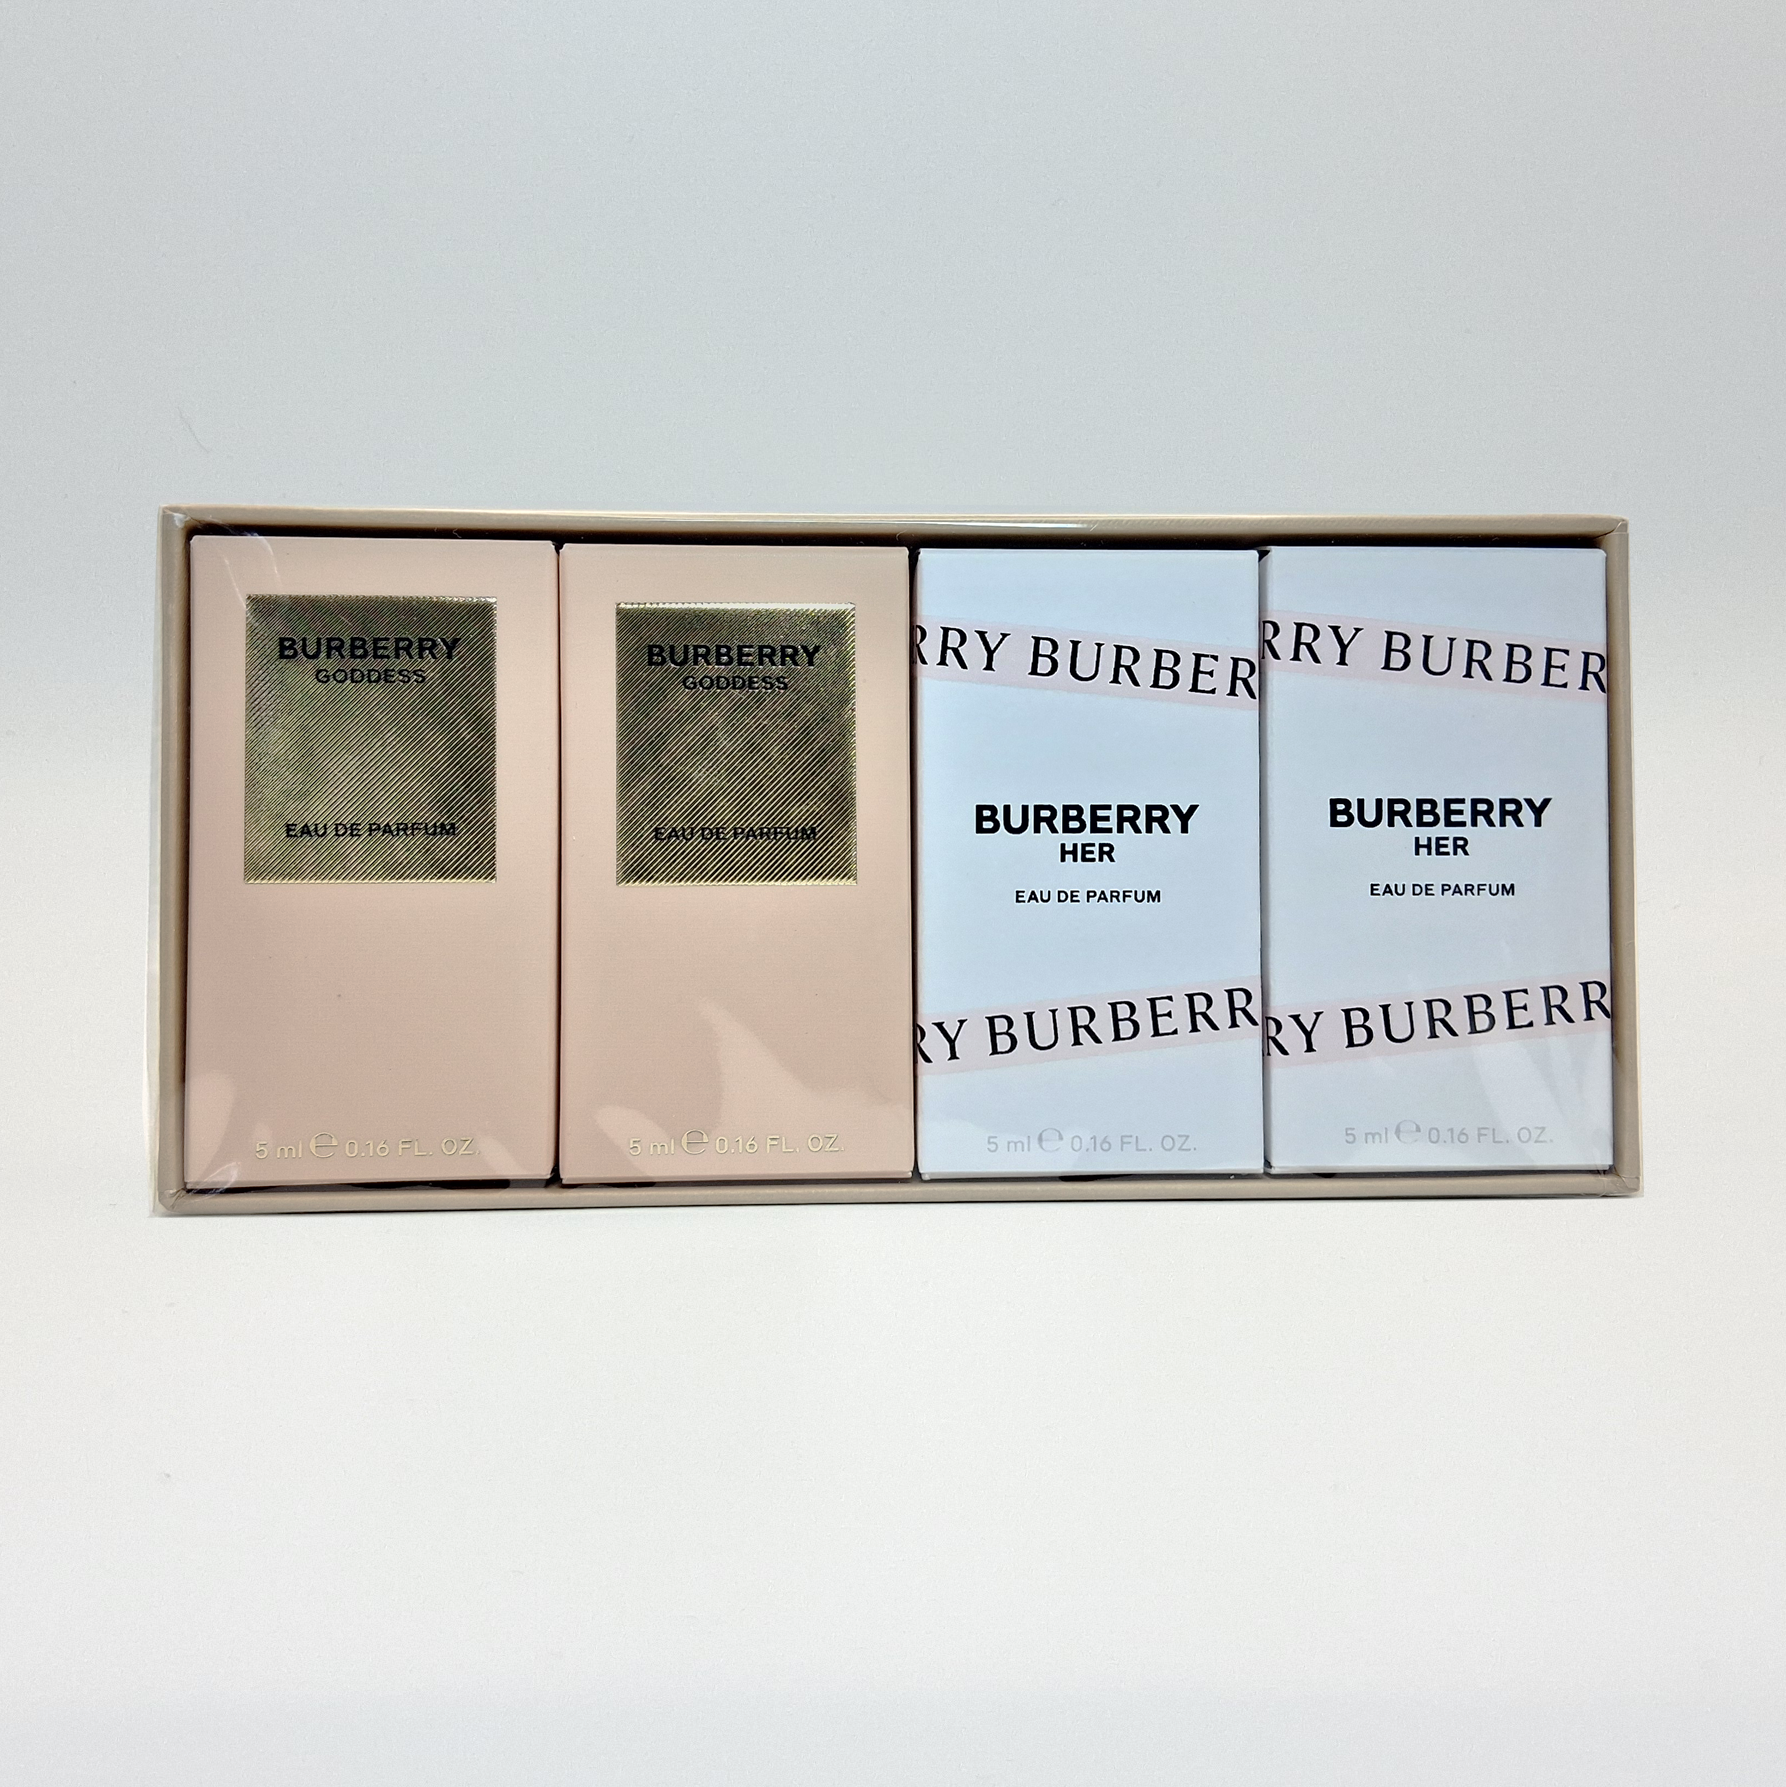 BURBERRY
GODDESS
EAU DE PARFUM
5 ml ℮ 0.16 FL. OZ.
BURBERRY
GODDESS
EAU DE PARFUM
5 ml ℮ 0.16 FL. OZ.
RRY BURBER
BURBERRY
HER
EAU DE PARFUM
RY BURBERR
5 ml ℮ 0.16 FL. OZ.
RRY BURBER
BURBERRY
HER
EAU DE PARFUM
RY BURBERR
5 ml ℮ 0.16 FL. OZ.